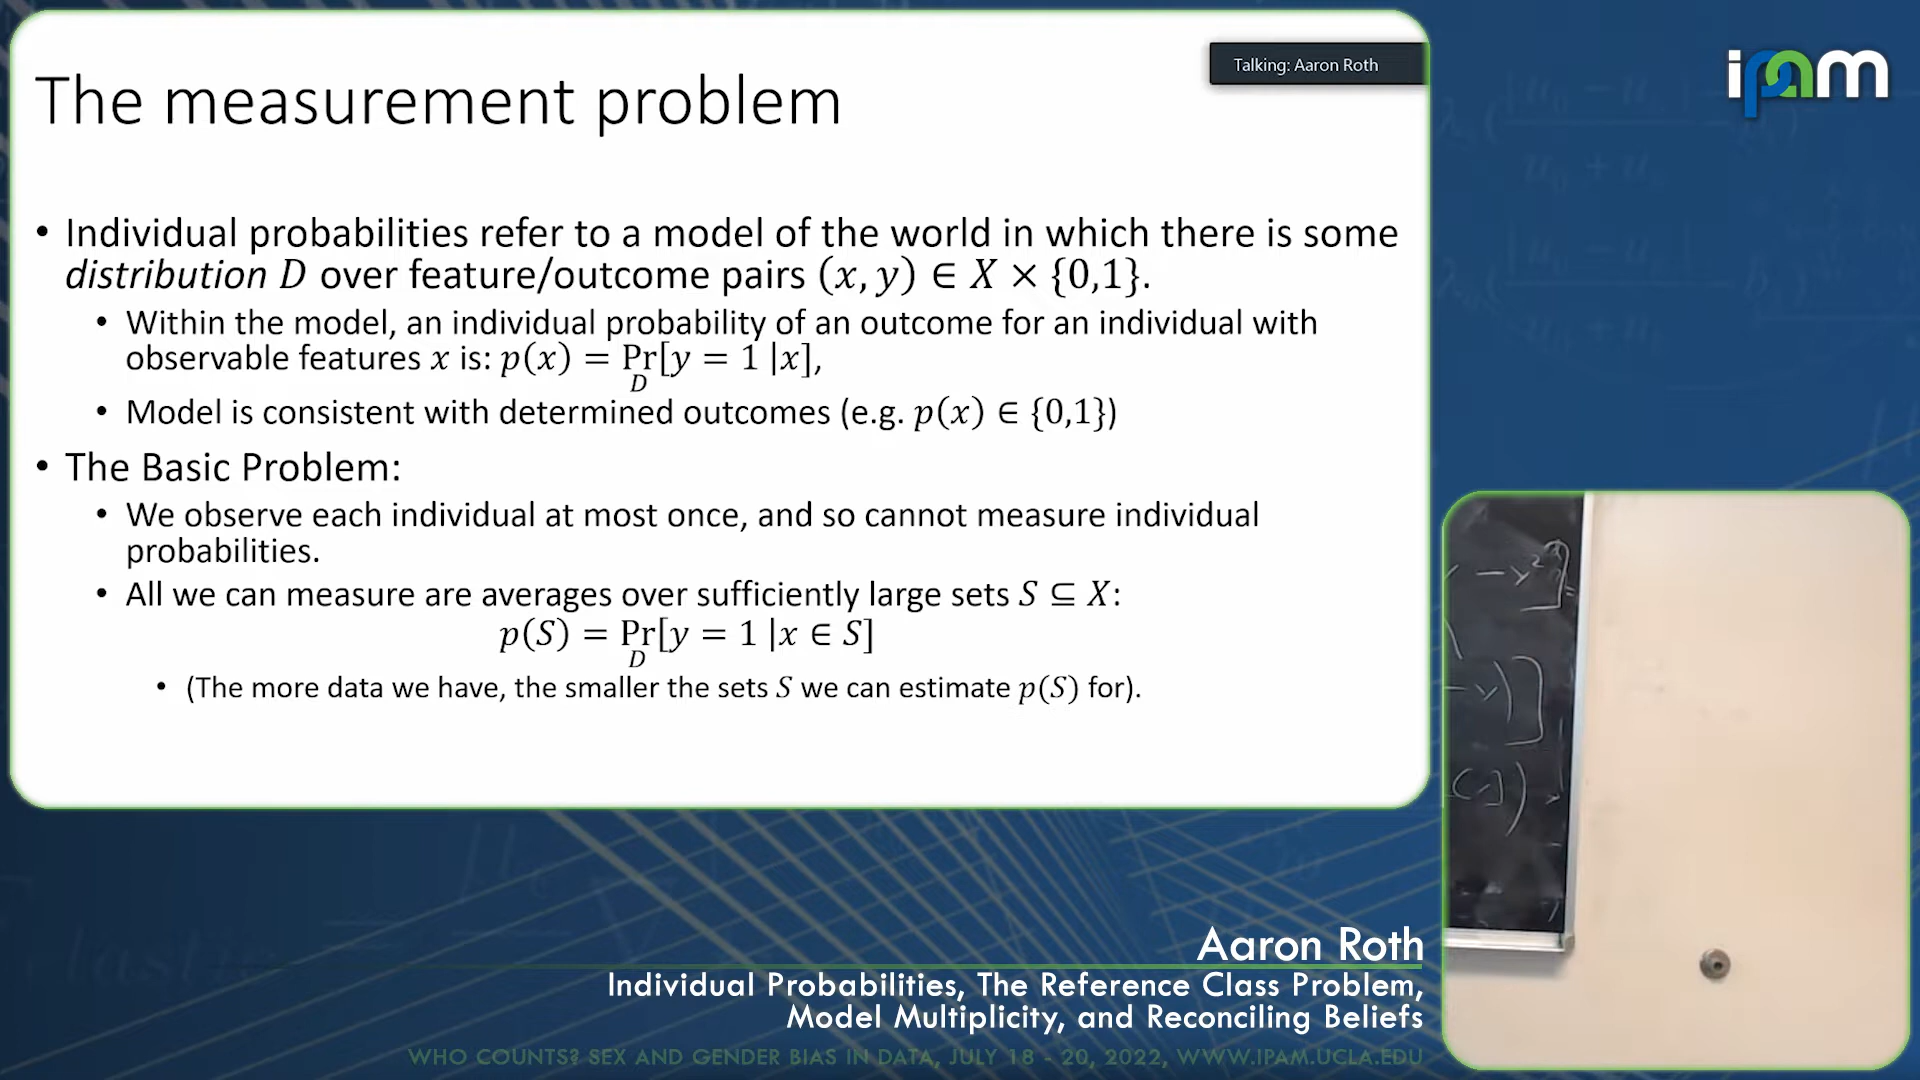 Talking: Aaron Roth
ipam
The measurement problem
• Individual probabilities refer to a model of the world in which there is some
distribution D over feature/outcome pairs (x, y) ∈ X × {0,1}.
• Within the model, an individual probability of an outcome for an individual with
observable features x is: p(x) = Pr[y = 1 |x],
D
• Model is consistent with determined outcomes (e.g. p(x) ∈ {0,1})
• The Basic Problem:
• We observe each individual at most once, and so cannot measure individual
probabilities.
• All we can measure are averages over sufficiently large sets S ⊆ X:
p(S) = Pr[y = 1 |x ∈ S]
D
• (The more data we have, the smaller the sets S we can estimate p(S) for).
Aaron Roth
Individual Probabilities, The Reference Class Problem,
Model Multiplicity, and Reconciling Beliefs
WHO COUNTS? SEX AND GENDER BIAS IN DATA, JULY 18 - 20, 2022, WWW.IPAM.UCLA.EDU